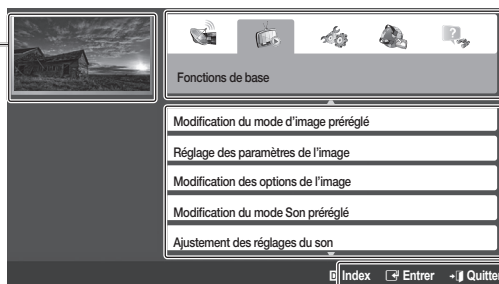 Fonctions de base
Modification du mode d'image préréglé
Réglage des paramètres de l'image
Modification des options de l'image
Modification du mode Son préréglé
Ajustement des réglages du son
D Index Entrer Quitter